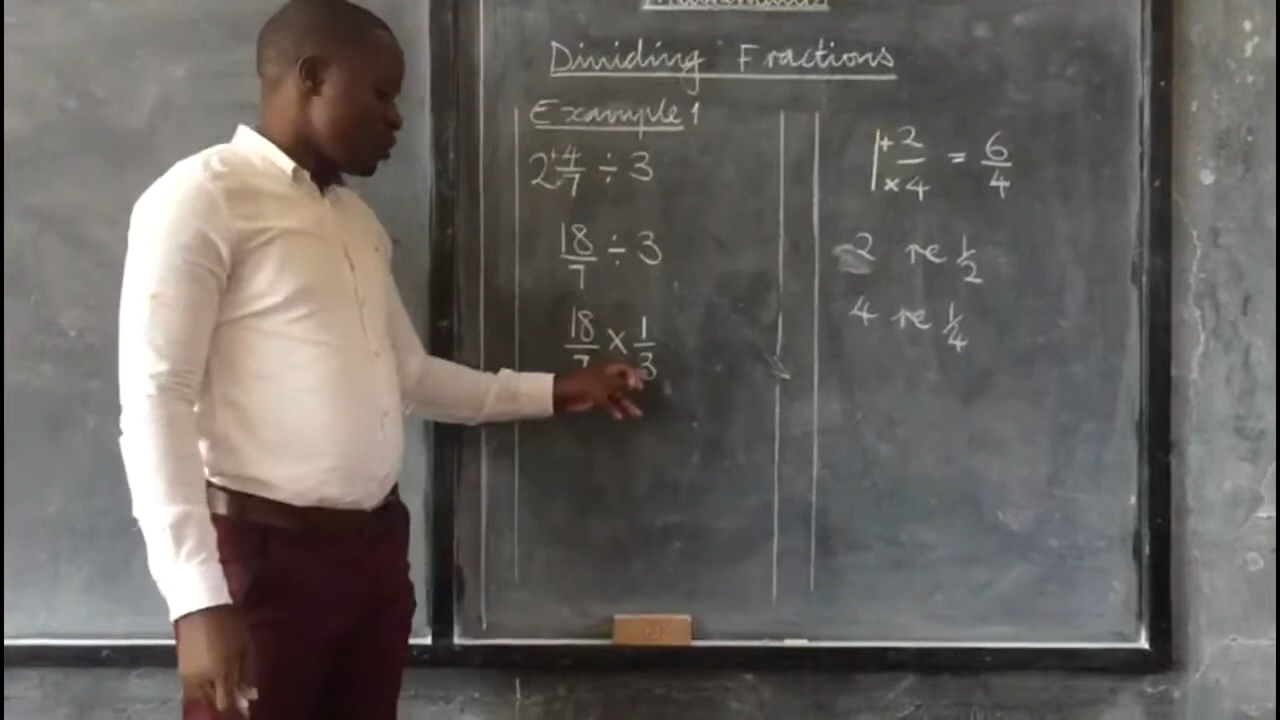 Dividing Fractions
Example 1
2 + 4/7 ÷ 3
18/7 ÷ 3
18/7 × 1/3
1 + 2/×4 = 6/4
2 re 1/2
4 re 1/4